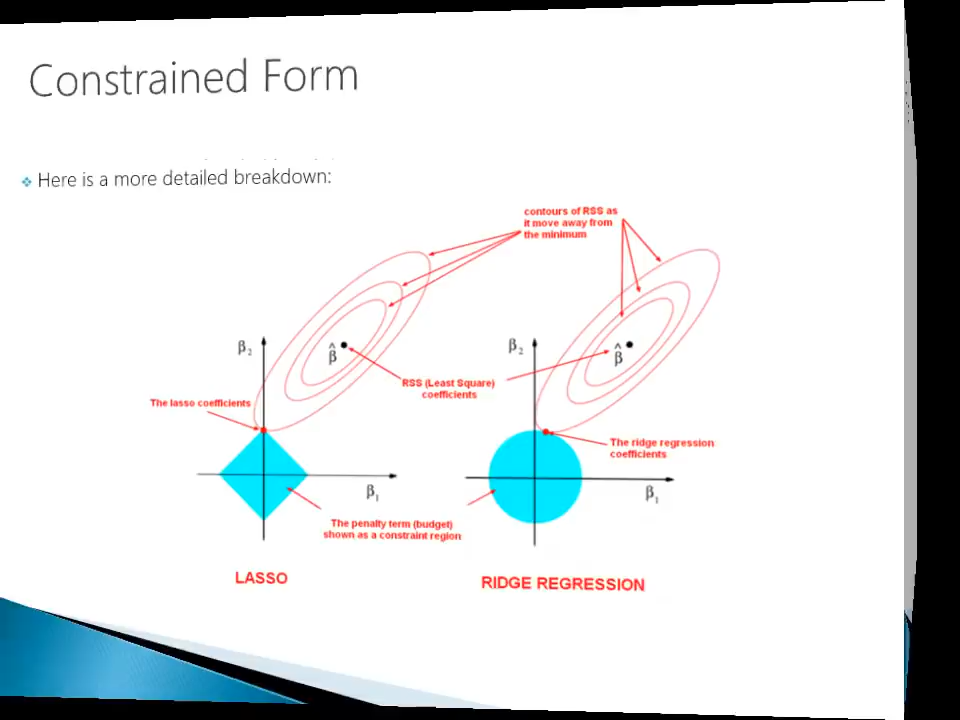 Constrained Form
Here is a more detailed breakdown:
contours of RSS as
it move away from
the minimum
β₂
β̂
β₂
β̂
RSS (Least Square)
coefficients
The lasso coefficients
The ridge regression
coefficients
β₁
β₁
The penalty term (budget)
shown as a constraint region
LASSO
RIDGE REGRESSION